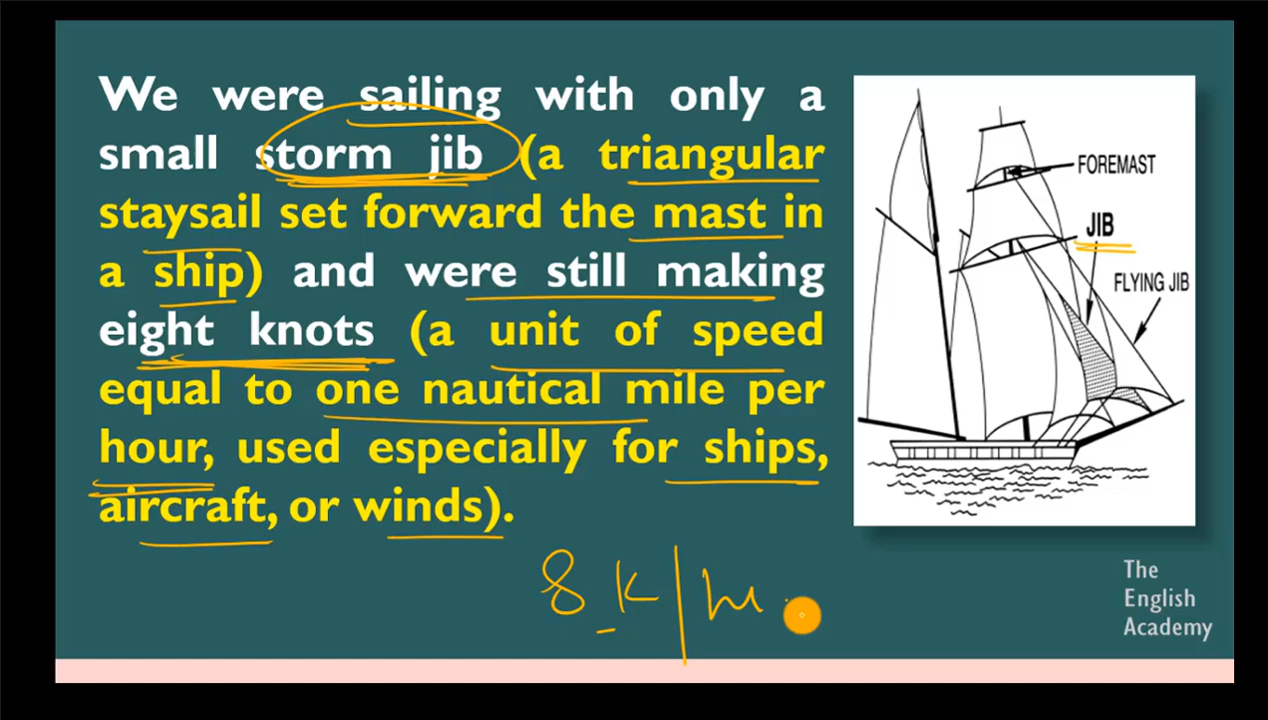 We were sailing with only a
small storm jib (a triangular
staysail set forward the mast in
a ship) and were still making
eight knots (a unit of speed
equal to one nautical mile per
hour, used especially for ships,
aircraft, or winds).
FOREMAST
JIB
FLYING JIB
8 K/hr
The
English
Academy